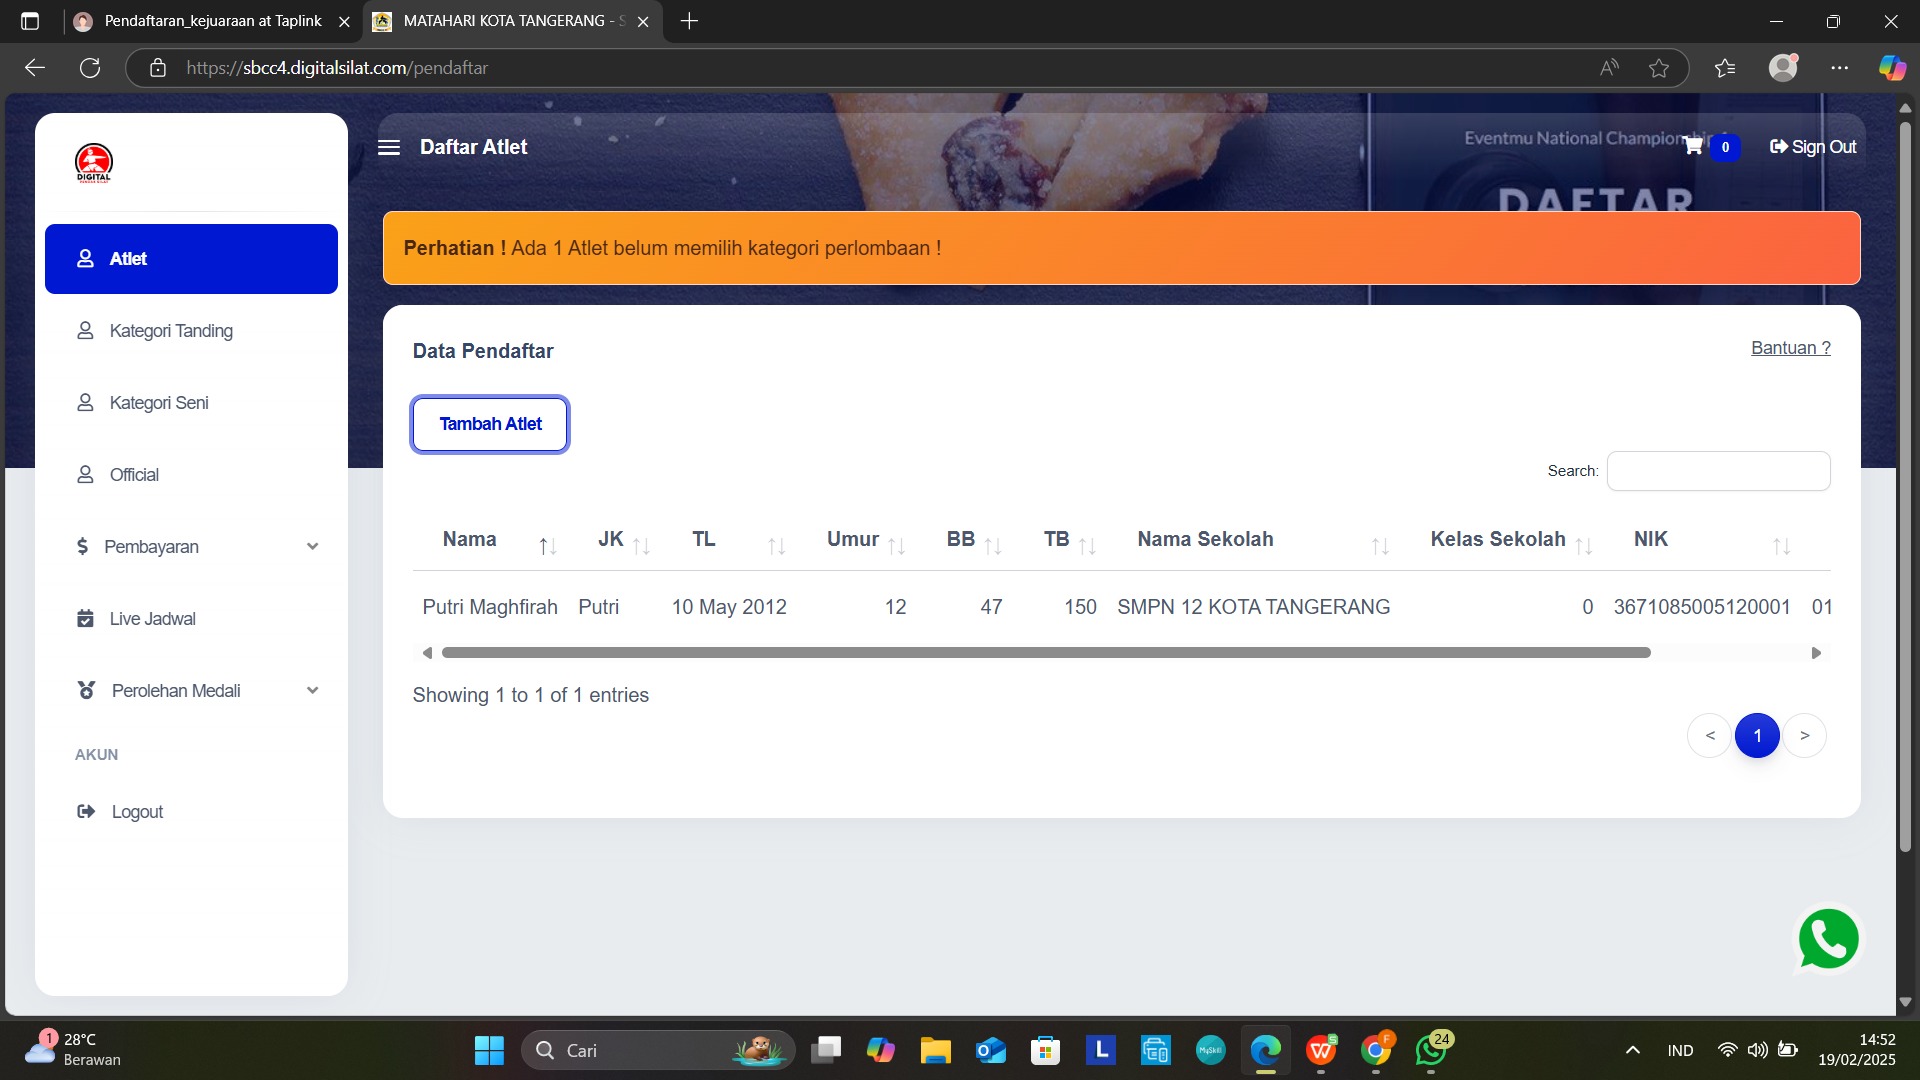 Pendaftaran_kejuaraan at Taplink
MATAHARI KOTA TANGERANG - S
https://sbcc4.digitalsilat.com/pendaftar
DIGITAL
Daftar Atlet
Eventmu National Champion
0
Sign Out
DAFTAR
Atlet
Kategori Tanding
Kategori Seni
Official
Pembayaran
Live Jadwal
Perolehan Medali
AKUN
Logout
Perhatian ! Ada 1 Atlet belum memilih kategori perlombaan !
Data Pendaftar
Bantuan ?
Tambah Atlet
Search:
Nama JK TL Umur BB TB Nama Sekolah Kelas Sekolah NIK
Putri Maghfirah Putri 10 May 2012 12 47 150 SMPN 12 KOTA TANGERANG 0 3671085005120001 01
Showing 1 to 1 of 1 entries
< 1 >
1
28°C
Berawan
Cari
L
MySkill
F
24
IND
14:52
19/02/2025